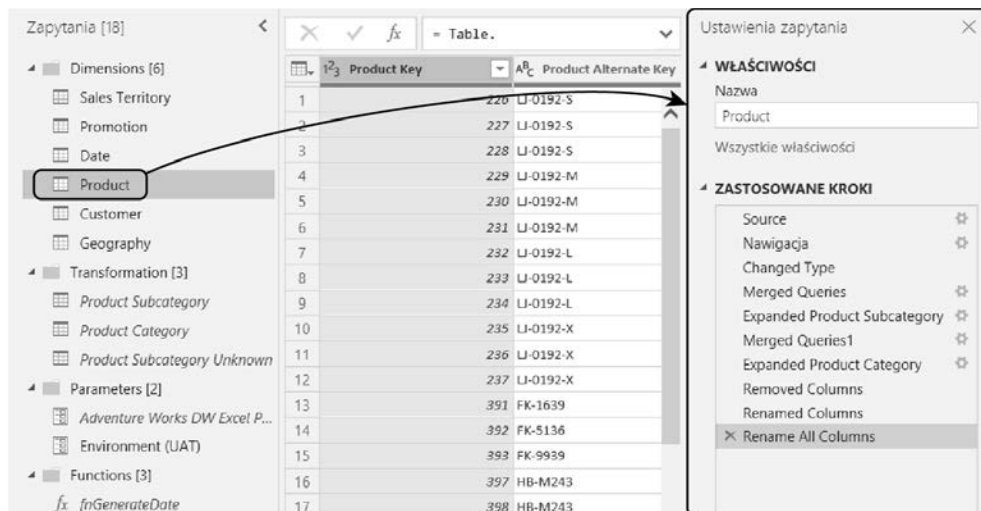 Zapytania [18]
Dimensions [6]
Sales Territory
Promotion
Date
Product
Customer
Geography
Transformation [3]
Product Subcategory
Product Category
Product Subcategory Unknown
Parameters [2]
Adventure Works DW Excel P...
Environment (UAT)
Functions [3]
fx fnGenerateDate
fx = Table.
1²3 Product Key ABC Product Alternate Key
1 226 LJ-0192-S
2 227 LJ-0192-S
3 228 LJ-0192-S
4 229 LJ-0192-M
5 230 LJ-0192-M
6 231 LJ-0192-M
7 232 LJ-0192-L
8 233 LJ-0192-L
9 234 LJ-0192-L
10 235 LJ-0192-X
11 236 LJ-0192-X
12 237 LJ-0192-X
13 391 FK-1639
14 392 FK-5136
15 393 FK-9939
16 397 HB-M243
17 398 HB-M243
Ustawienia zapytania
WŁAŚCIWOŚCI
Nazwa
Product
Wszystkie właściwości
ZASTOSOWANE KROKI
Source
Nawigacja
Changed Type
Merged Queries
Expanded Product Subcategory
Merged Queries1
Expanded Product Category
Removed Columns
Renamed Columns
Rename All Columns